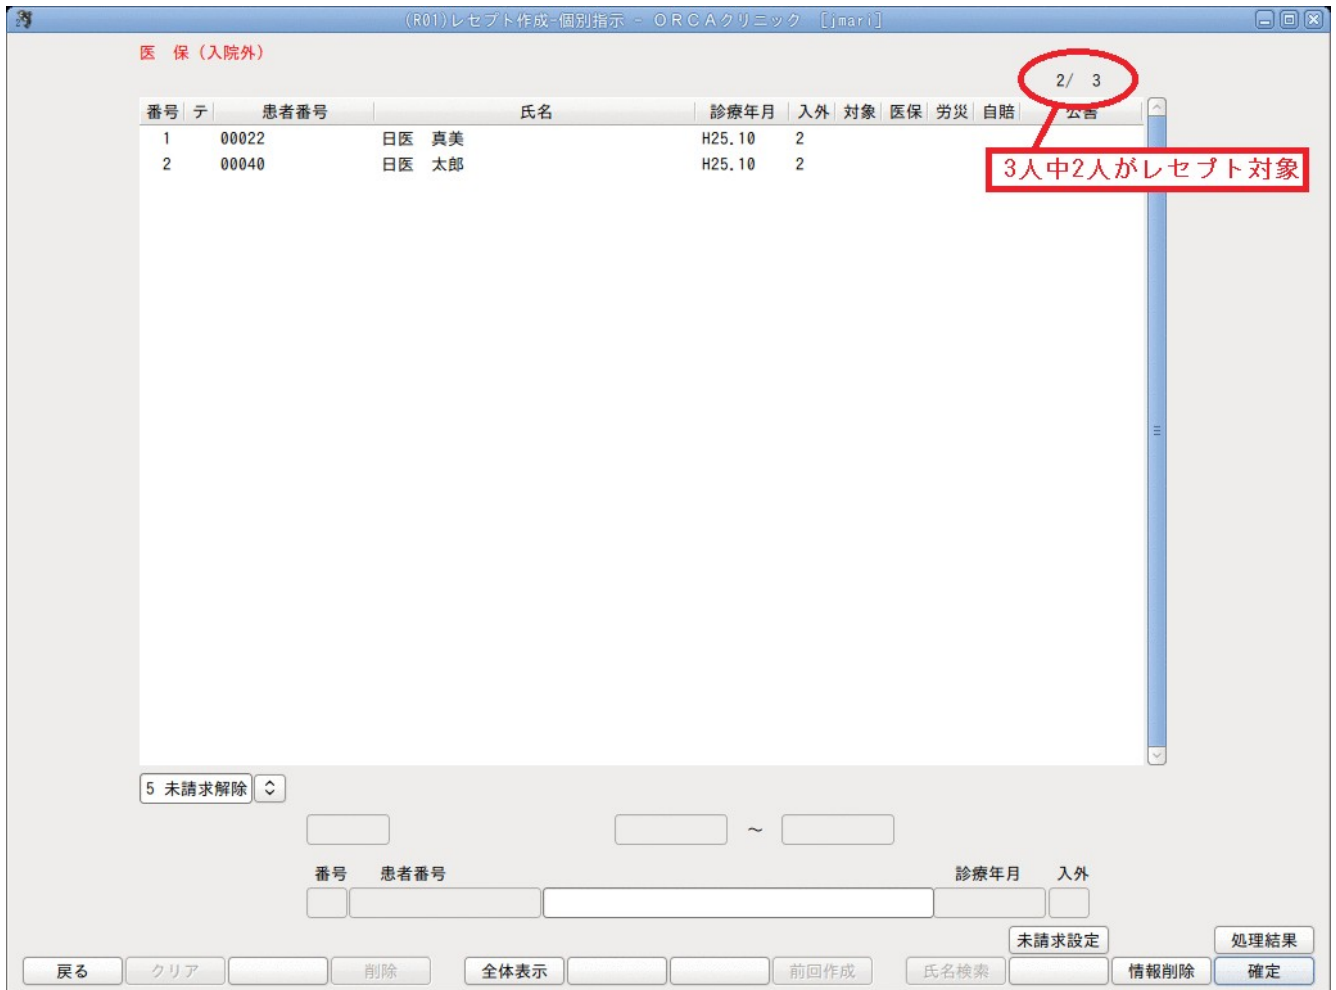 (R01)レセプト作成-個別指示 - ORCAクリニック [jmari]
医 保(入院外)
2/ 3
番号 テ 患者番号 氏名 診療年月 入外 対象 医保 労災 自賠 公害
1 00022 日医 真美 H25.10 2
2 00040 日医 太郎 H25.10 2
3人中2人がレセプト対象
5 未請求解除
~
番号 患者番号 診療年月 入外
未請求設定 処理結果
戻る クリア 削除 全体表示 前回作成 氏名検索 情報削除 確定